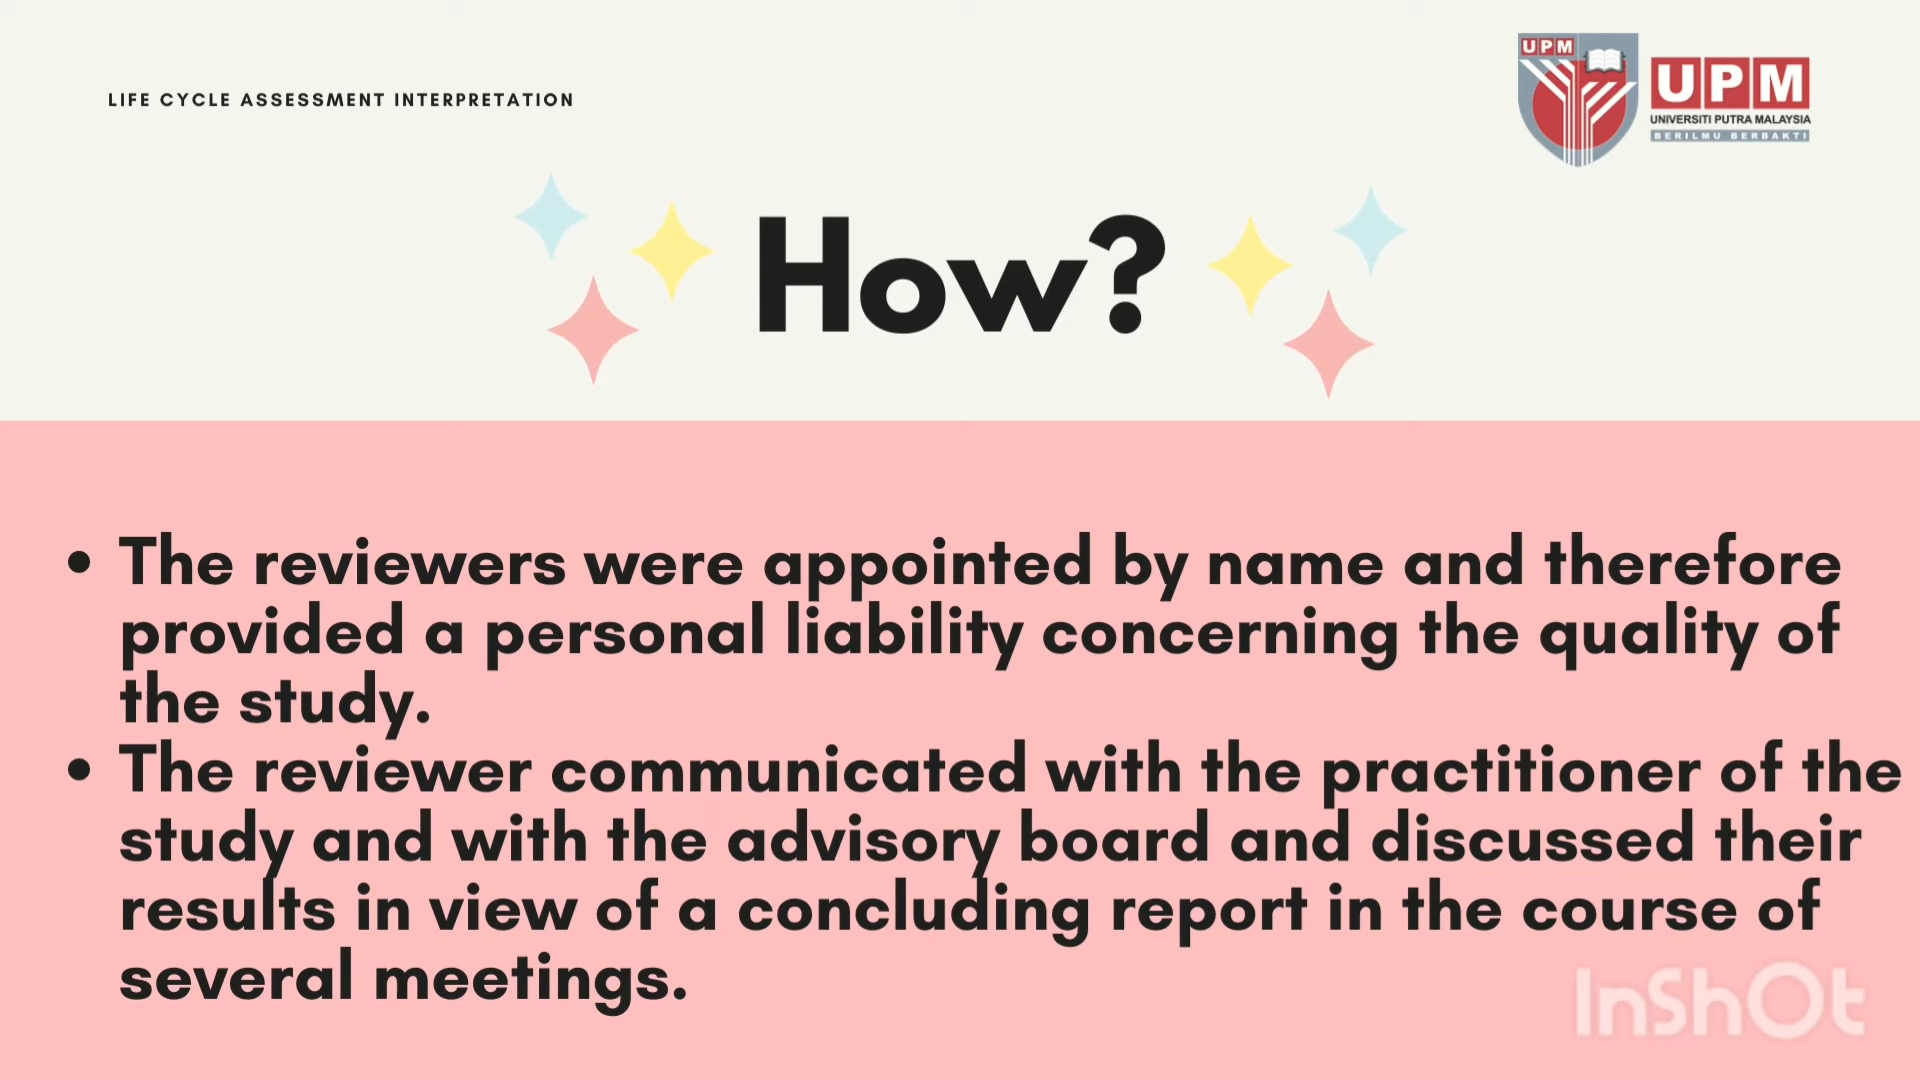 LIFE CYCLE ASSESSMENT INTERPRETATION
UPM
UPM
UNIVERSITI PUTRA MALAYSIA
BERILMU BERBAKTI
How?
• The reviewers were appointed by name and therefore
provided a personal liability concerning the quality of
the study.
• The reviewer communicated with the practitioner of the
study and with the advisory board and discussed their
results in view of a concluding report in the course of
several meetings.
InShOt